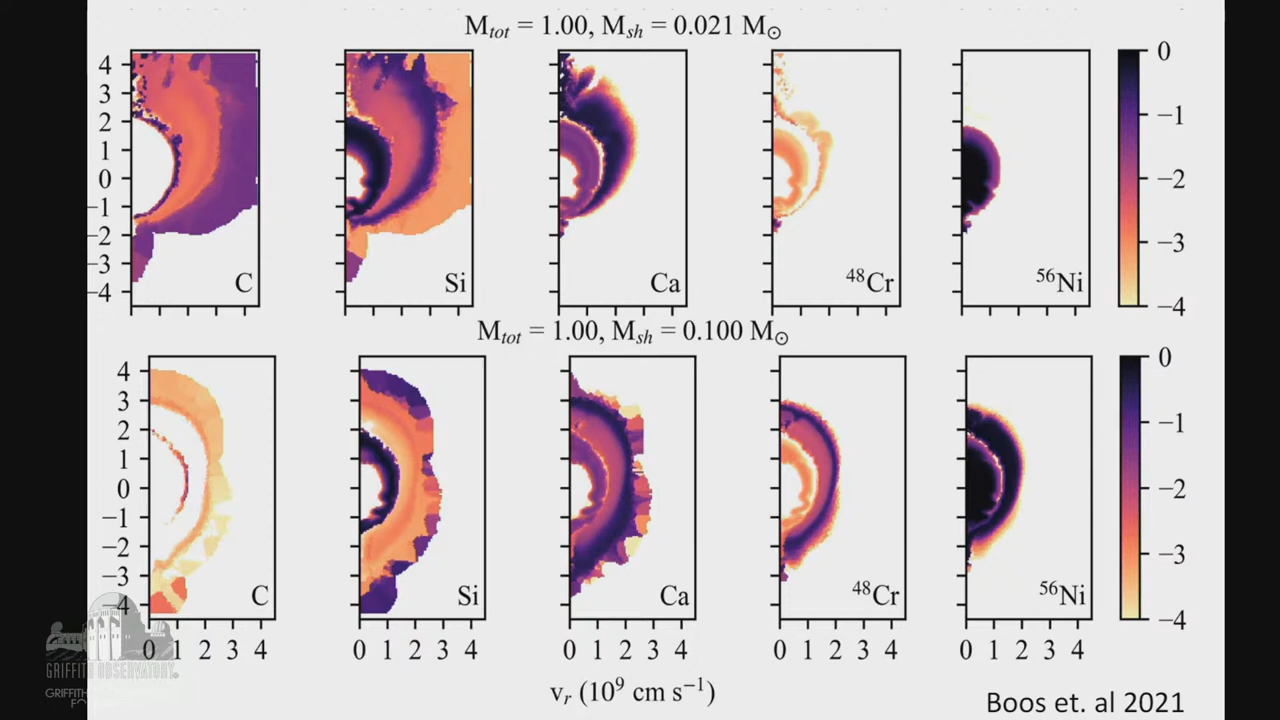 M_tot = 1.00, M_sh = 0.021 M_⊙
4
3
2
1
0
−1
−2
−3
−4
C
Si
Ca
⁴⁸Cr
⁵⁶Ni
0
−1
−2
−3
−4
M_tot = 1.00, M_sh = 0.100 M_⊙
4
3
2
1
0
−1
−2
−3
−4
C
Si
Ca
⁴⁸Cr
⁵⁶Ni
0
−1
−2
−3
−4
0 1 2 3 4
0 1 2 3 4
0 1 2 3 4
0 1 2 3 4
0 1 2 3 4
v_r (10⁹ cm s⁻¹)
Boos et. al 2021
GRIFFITH OBSERVATORY
GRIFFITH